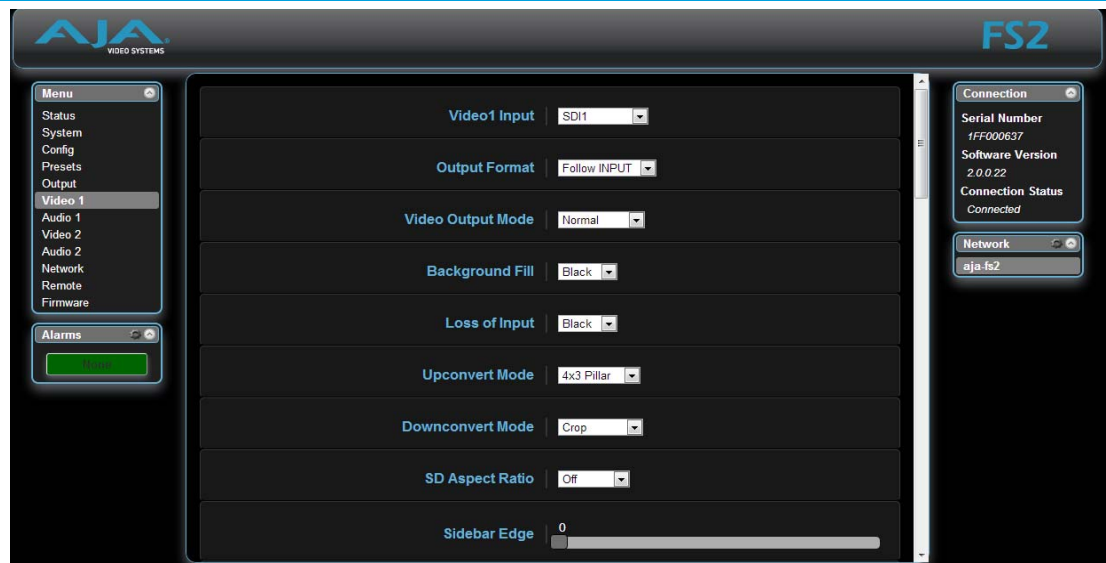 AJA
VIDEO SYSTEMS
FS2
Menu
Status
System
Config
Presets
Output
Video 1
Audio 1
Video 2
Audio 2
Network
Remote
Firmware
Alarms
None
Video1 Input SDI1
Output Format Follow INPUT
Video Output Mode Normal
Background Fill Black
Loss of Input Black
Upconvert Mode 4x3 Pillar
Downconvert Mode Crop
SD Aspect Ratio Off
Sidebar Edge 0
Connection
Serial Number
1FF000637
Software Version
2.0.0.22
Connection Status
Connected
Network
aja-fs2